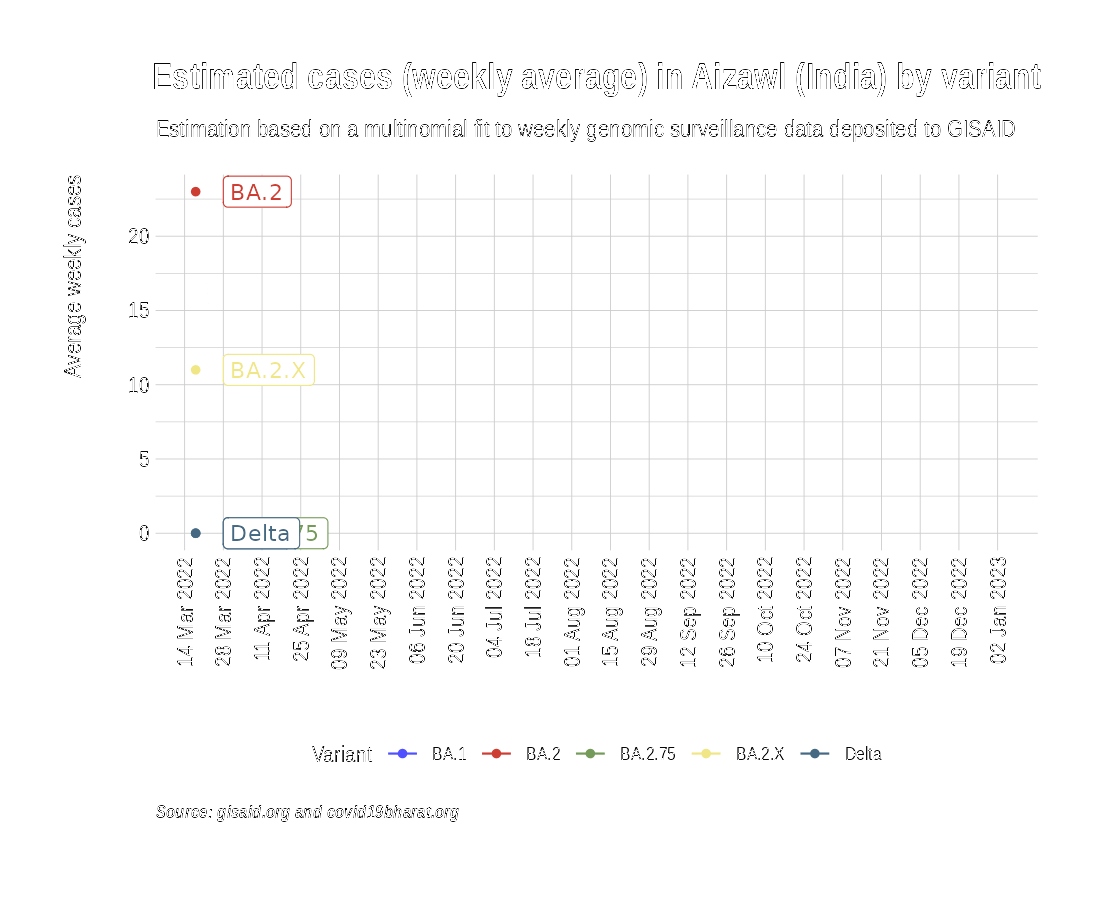 Estimated cases (weekly average) in Aizawl (India) by variant
Estimation based on a multinomial fit to weekly genomic surveillance data deposited to GISAID
Average weekly cases
BA.2
20
15
BA.2.X
10
5
0
Delta
75
14 Mar 2022
28 Mar 2022
11 Apr 2022
25 Apr 2022
09 May 2022
23 May 2022
06 Jun 2022
20 Jun 2022
04 Jul 2022
18 Jul 2022
01 Aug 2022
15 Aug 2022
29 Aug 2022
12 Sep 2022
26 Sep 2022
10 Oct 2022
24 Oct 2022
07 Nov 2022
21 Nov 2022
05 Dec 2022
19 Dec 2022
02 Jan 2023
Variant BA.1 BA.2 BA.2.75 BA.2.X Delta
Source: gisaid.org and covid19bharat.org